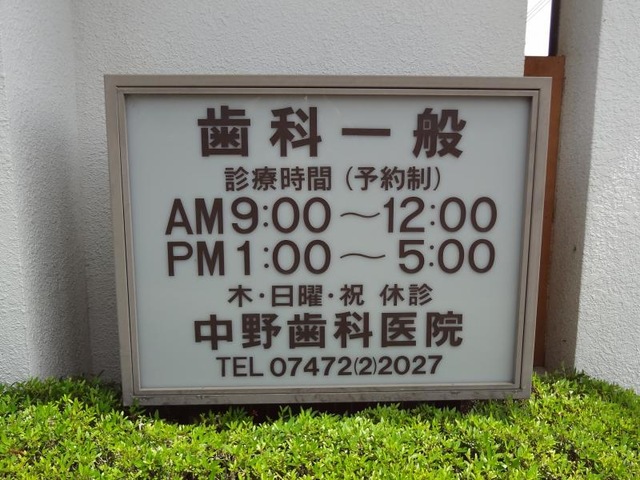 歯科一般
診療時間（予約制）
AM9:00～12:00
PM1:00～5:00
木・日曜・祝 休診
中野歯科医院
TEL 07472(2)2027